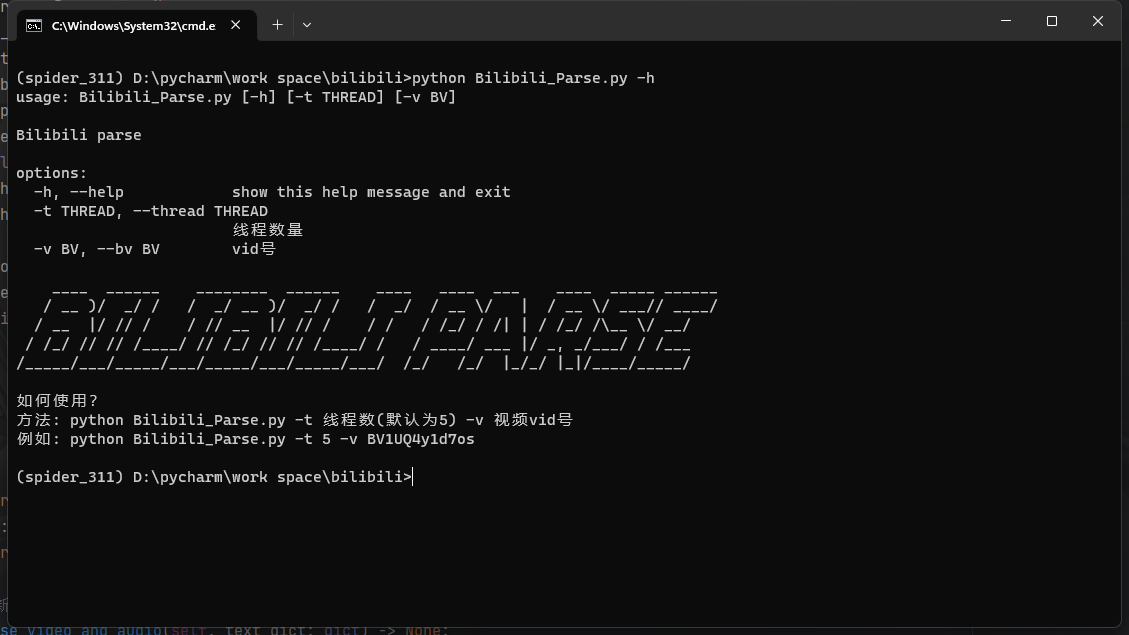 C:\Windows\System32\cmd.e
(spider_311) D:\pycharm\work space\bilibili>python Bilibili_Parse.py -h
usage: Bilibili_Parse.py [-h] [-t THREAD] [-v BV]
Bilibili parse
options:
-h, --help            show this help message and exit
-t THREAD, --thread THREAD
线程数量
-v BV, --bv BV        vid号
BILIBILI PARSE
如何使用?
方法: python Bilibili_Parse.py -t 线程数(默认为5) -v 视频vid号
例如: python Bilibili_Parse.py -t 5 -v BV1UQ4y1d7os
(spider_311) D:\pycharm\work space\bilibili>